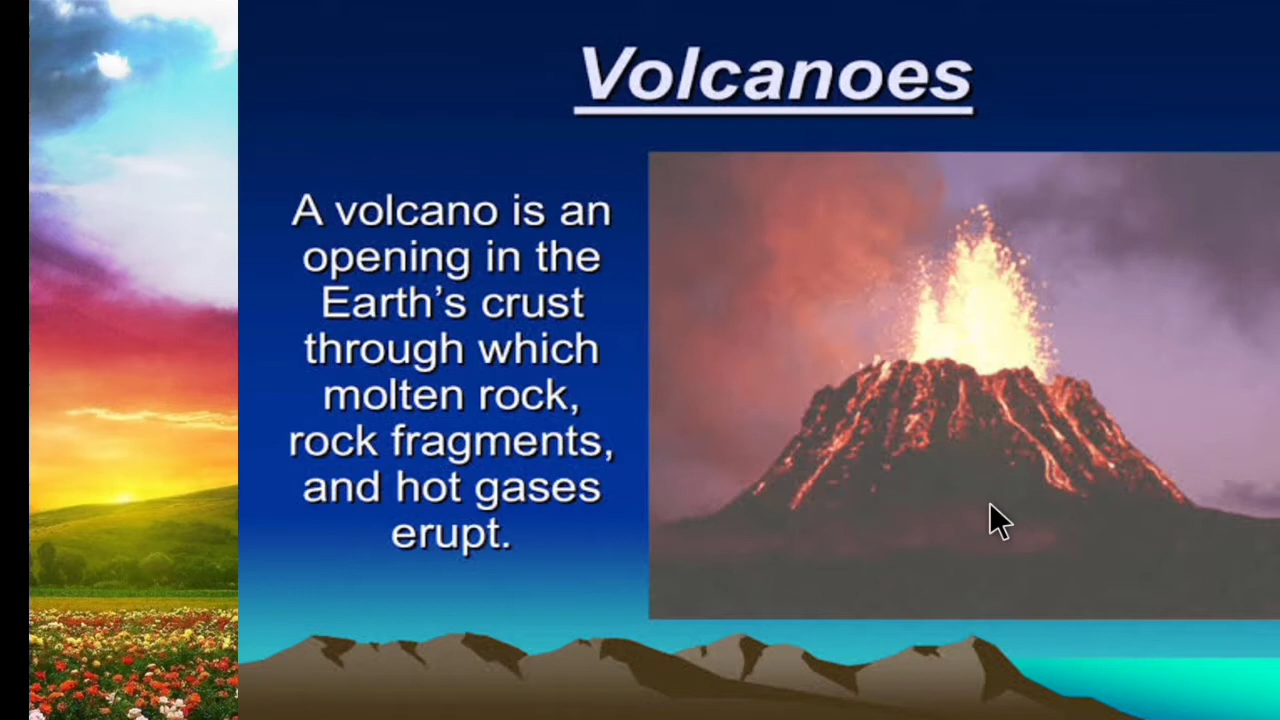 Volcanoes
A volcano is an
opening in the
Earth’s crust
through which
molten rock,
rock fragments,
and hot gases
erupt.